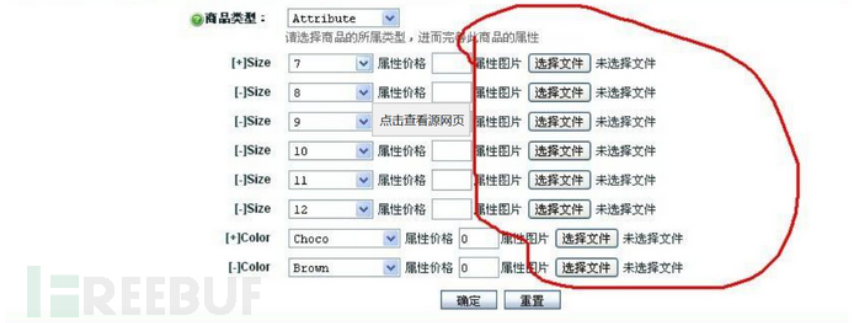 商品类型： Attribute
请选择商品的所属类型，进而完善此商品的属性
[+]Size 7 属性价格 属性图片 选择文件 未选择文件
[-]Size 8 属性价格 属性图片 选择文件 未选择文件
[-]Size 9 点击查看源网页 属性图片 选择文件 未选择文件
[-]Size 10 属性价格 属性图片 选择文件 未选择文件
[-]Size 11 属性价格 属性图片 选择文件 未选择文件
[-]Size 12 属性价格 属性图片 选择文件 未选择文件
[+]Color Choco 属性价格 0 属性图片 选择文件 未选择文件
[-]Color Brown 属性价格 0 属性图片 选择文件 未选择文件
确定 重置
FREEBUF